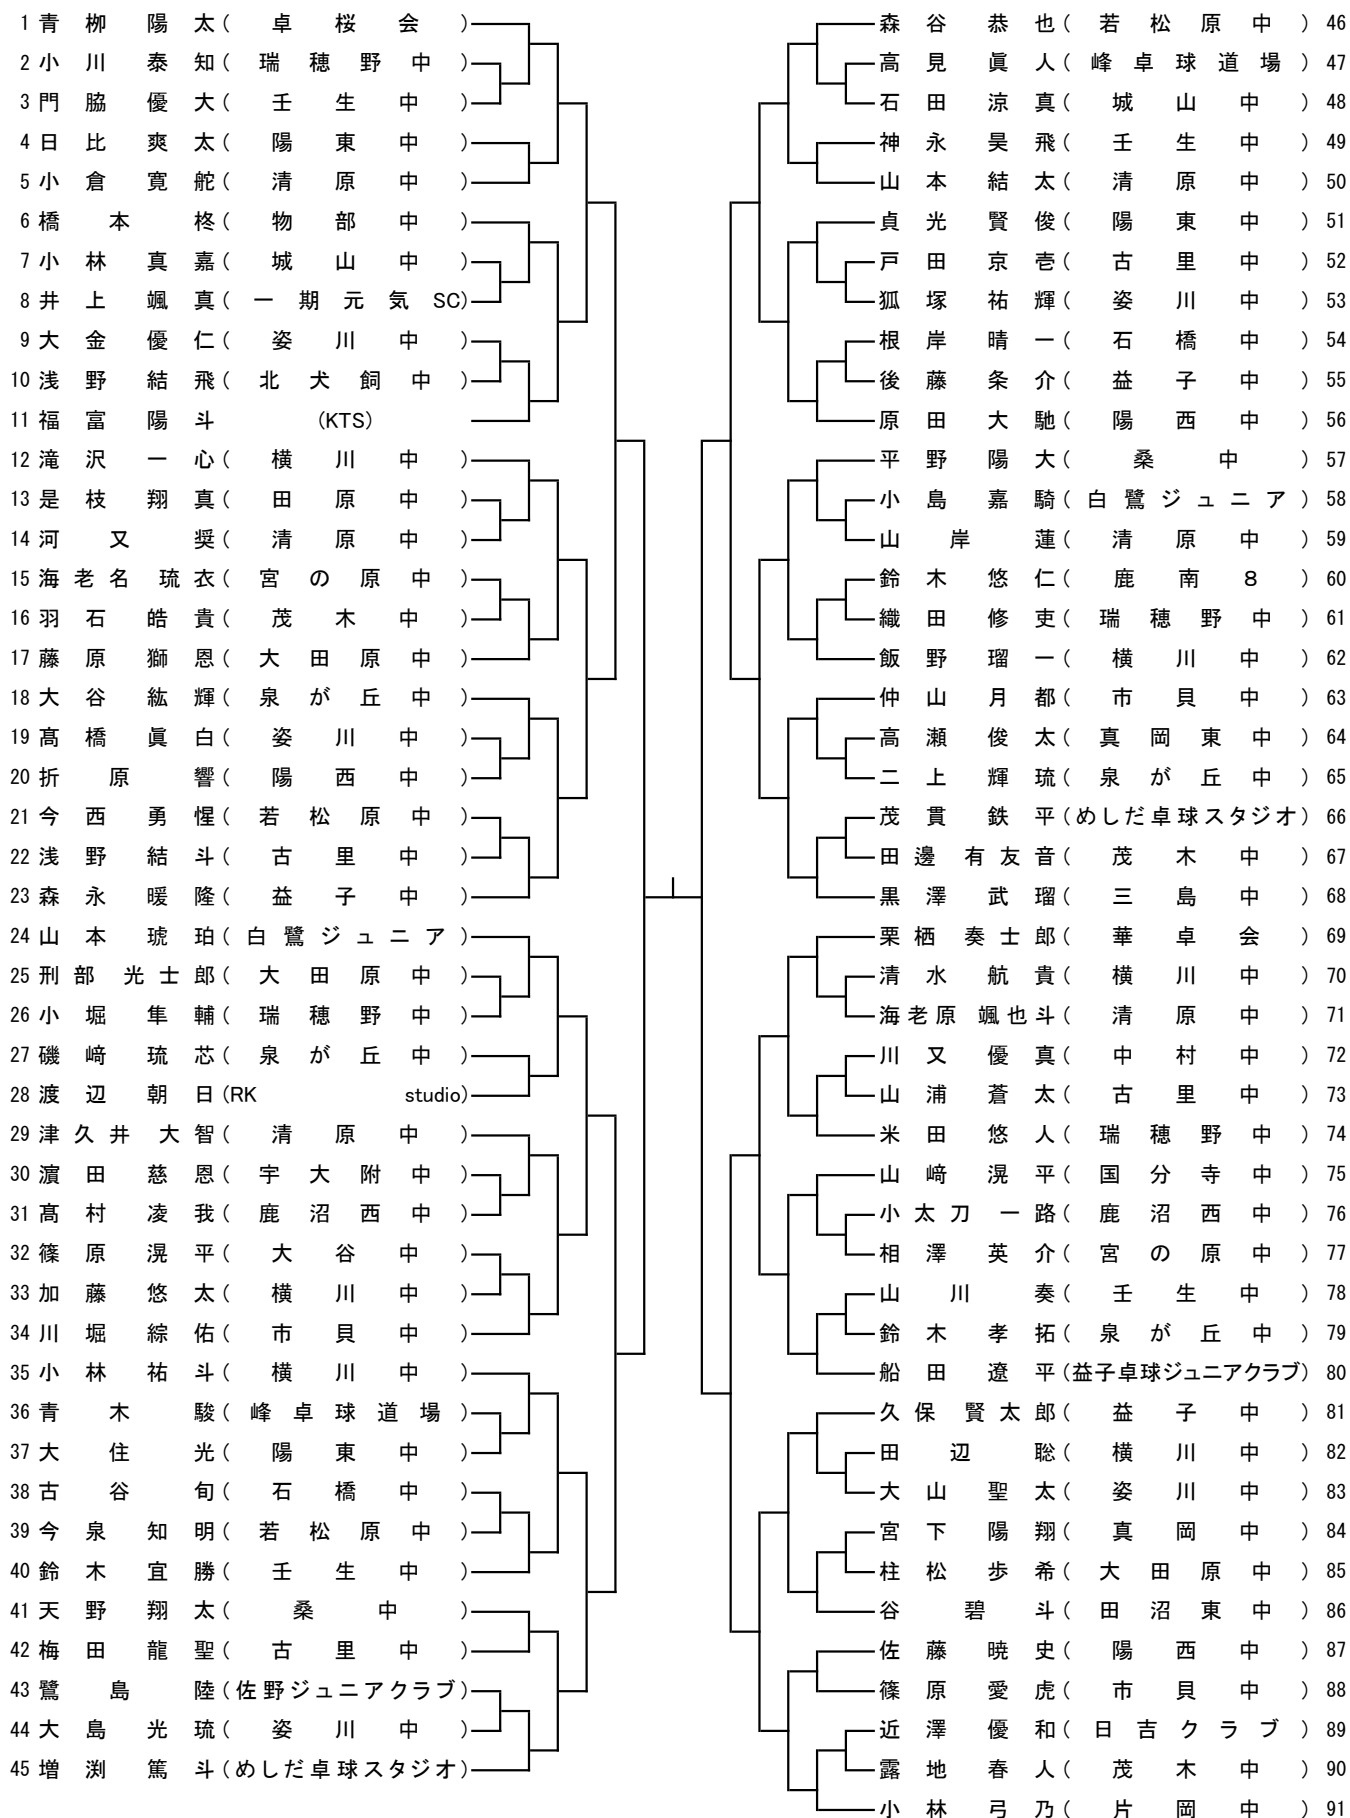 1 青栁陽太(卓桜会)
2 小川泰知(瑞穂野中)
3 門脇優大(壬生中)
4 日比爽太(陽東中)
5 小倉寛舵(清原中)
6 橋本柊(物部中)
7 小林真嘉(城山中)
8 井上颯真(一期元気SC)
9 大金優仁(姿川中)
10 浅野結飛(北犬飼中)
11 福富陽斗(KTS)
12 滝沢一心(横川中)
13 是枝翔真(田原中)
14 河又奨(清原中)
15 海老名琉衣(宮の原中)
16 羽石皓貴(茂木中)
17 藤原獅恩(大田原中)
18 大谷紘輝(泉が丘中)
19 髙橋眞白(姿川中)
20 折原響(陽西中)
21 今西勇惺(若松原中)
22 浅野結斗(古里中)
23 森永暖隆(益子中)
24 山本琥珀(白鷺ジュニア)
25 刑部光士郎(大田原中)
26 小堀隼輔(瑞穂野中)
27 磯﨑琉芯(泉が丘中)
28 渡辺朝日(RK studio)
29 津久井大智(清原中)
30 濵田慈恩(宇大附中)
31 髙村凌我(鹿沼西中)
32 篠原滉平(大谷中)
33 加藤悠太(横川中)
34 川堀綜佑(市貝中)
35 小林祐斗(横川中)
36 青木駿(峰卓球道場)
37 大住光(陽東中)
38 古谷旬(石橋中)
39 今泉知明(若松原中)
40 鈴木宜勝(壬生中)
41 天野翔太(桑中)
42 梅田龍聖(古里中)
43 鷺島陸(佐野ジュニアクラブ)
44 大島光琉(姿川中)
45 増渕篤斗(めしだ卓球スタジオ)
森谷恭也(若松原中) 46
高見眞人(峰卓球道場) 47
石田涼真(城山中) 48
神永昊飛(壬生中) 49
山本結太(清原中) 50
貞光賢俊(陽東中) 51
戸田京壱(古里中) 52
狐塚祐輝(姿川中) 53
根岸晴一(石橋中) 54
後藤条介(益子中) 55
原田大馳(陽西中) 56
平野陽大(桑中) 57
小島嘉騎(白鷺ジュニア) 58
山岸蓮(清原中) 59
鈴木悠仁(鹿南8) 60
織田修吏(瑞穂野中) 61
飯野瑠一(横川中) 62
仲山月都(市貝中) 63
高瀬俊太(真岡東中) 64
二上輝琉(泉が丘中) 65
茂貫鉄平(めしだ卓球スタジオ) 66
田邊有友音(茂木中) 67
黒澤武瑠(三島中) 68
栗栖奏士郎(華卓会) 69
清水航貴(横川中) 70
海老原颯也斗(清原中) 71
川又優真(中村中) 72
山浦蒼太(古里中) 73
米田悠人(瑞穂野中) 74
山﨑滉平(国分寺中) 75
小太刀一路(鹿沼西中) 76
相澤英介(宮の原中) 77
山川奏(壬生中) 78
鈴木孝拓(泉が丘中) 79
船田遼平(益子卓球ジュニアクラブ) 80
久保賢太郎(益子中) 81
田辺聡(横川中) 82
大山聖太(姿川中) 83
宮下陽翔(真岡中) 84
柱松歩希(大田原中) 85
谷碧斗(田沼東中) 86
佐藤暁史(陽西中) 87
篠原愛虎(市貝中) 88
近澤優和(日吉クラブ) 89
露地春人(茂木中) 90
小林弓乃(片岡中) 91